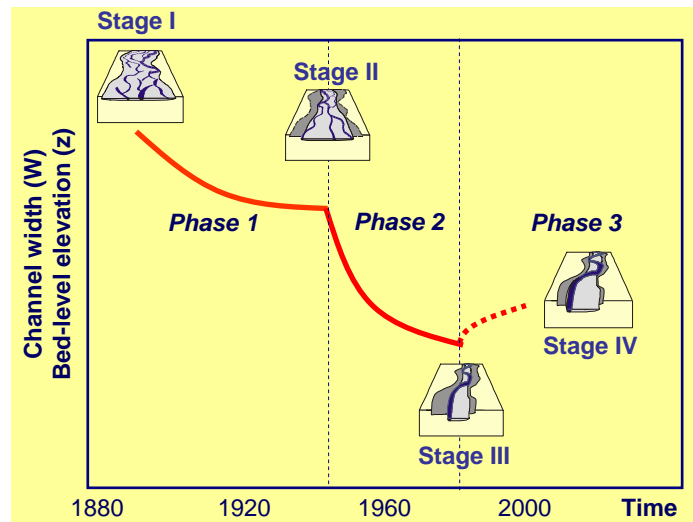 Stage I
Stage II
Channel width (W)
Bed-level elevation (z)
Phase 1
Phase 2
Phase 3
Stage IV
Stage III
1880
1920
1960
2000
Time